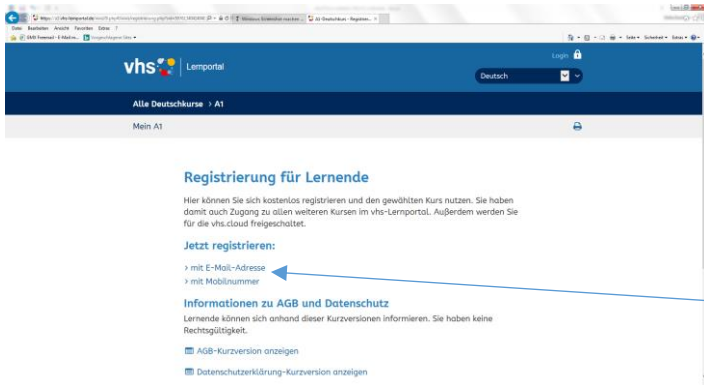 Datei Bearbeiten Ansicht Favoriten Extras ?
Seite Sicherheit Extras
Login
vhs Lernportal
Deutsch
Alle Deutschkurse › A1
Mein A1
Registrierung für Lernende
Hier können Sie sich kostenlos registrieren und den gewählten Kurs nutzen. Sie haben
damit auch Zugang zu allen weiteren Kursen im vhs-Lernportal. Außerdem werden Sie
für die vhs.cloud freigeschaltet.
Jetzt registrieren:
› mit E-Mail-Adresse
› mit Mobilnummer
Informationen zu AGB und Datenschutz
Lernende können sich anhand dieser Kurzversionen informieren. Sie haben keine
Rechtsgültigkeit.
AGB-Kurzversion anzeigen
Datenschutzerklärung-Kurzversion anzeigen